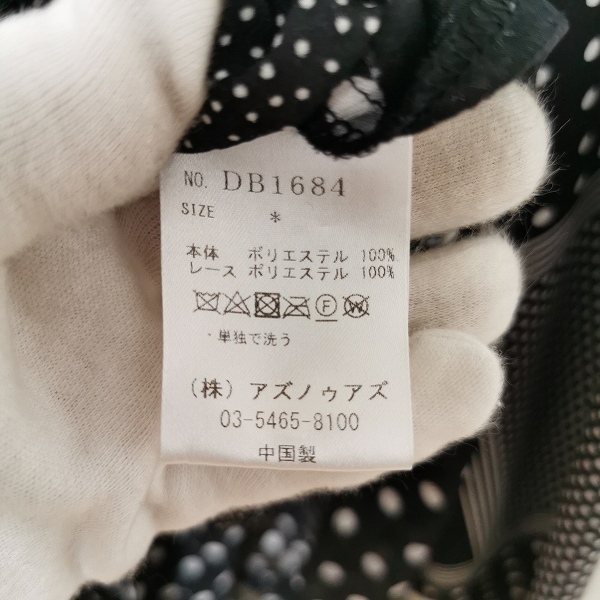 NO. DB1684
SIZE *
本体 ポリエステル 100%
レース ポリエステル 100%
F W
・単独で洗う
(株) アズノゥアズ
03-5465-8100
中国製